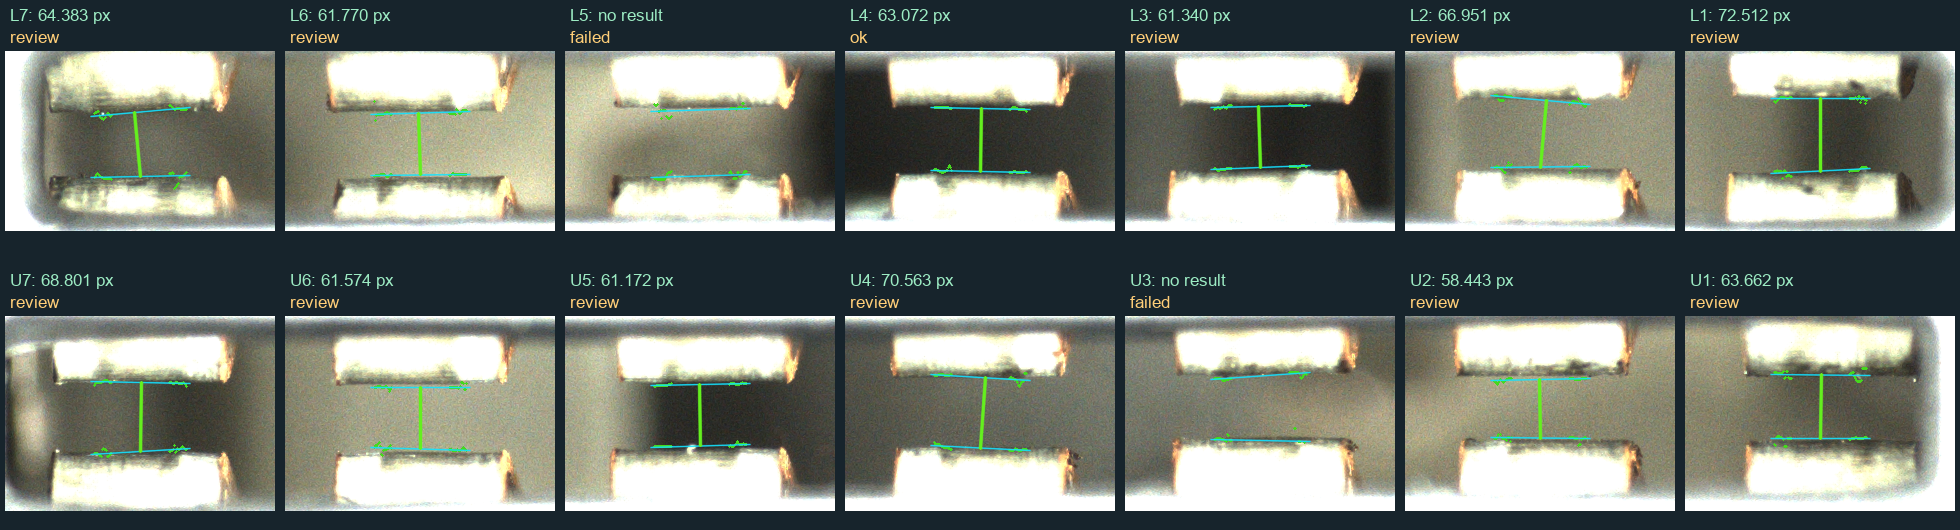 L7: 64.383 px
review
L6: 61.770 px
review
L5: no result
failed
L4: 63.072 px
ok
L3: 61.340 px
review
L2: 66.951 px
review
L1: 72.512 px
review
U7: 68.801 px
review
U6: 61.574 px
review
U5: 61.172 px
review
U4: 70.563 px
review
U3: no result
failed
U2: 58.443 px
review
U1: 63.662 px
review